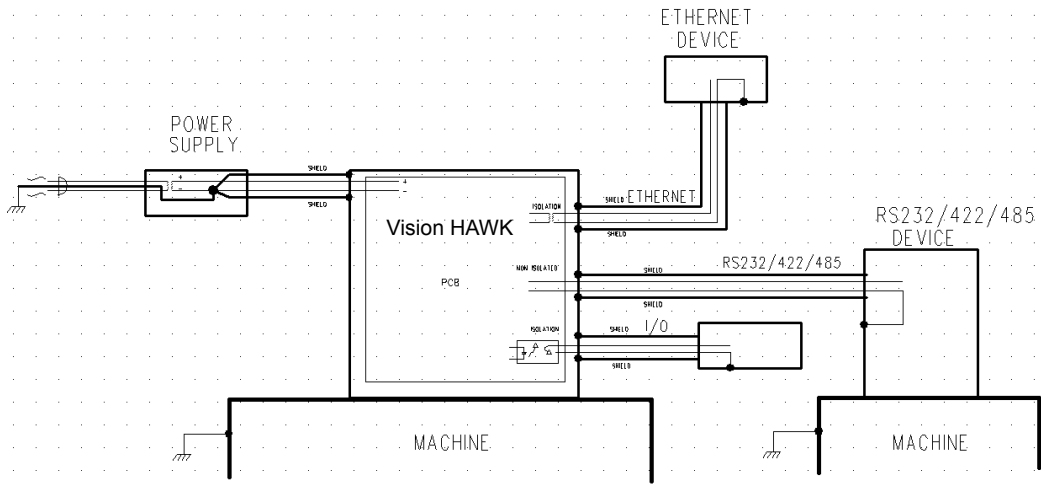 ETHERNET
DEVICE
POWER
SUPPLY
+
-
SHIELD
SHIELD
+
-
Vision HAWK
PCB
ISOLATION
SHIELD ETHERNET
SHIELD
NON ISOLATED
SHIELD
RS232/422/485
SHIELD
RS232/422/485
DEVICE
ISOLATION
SHIELD
I/O
SHIELD
MACHINE
MACHINE